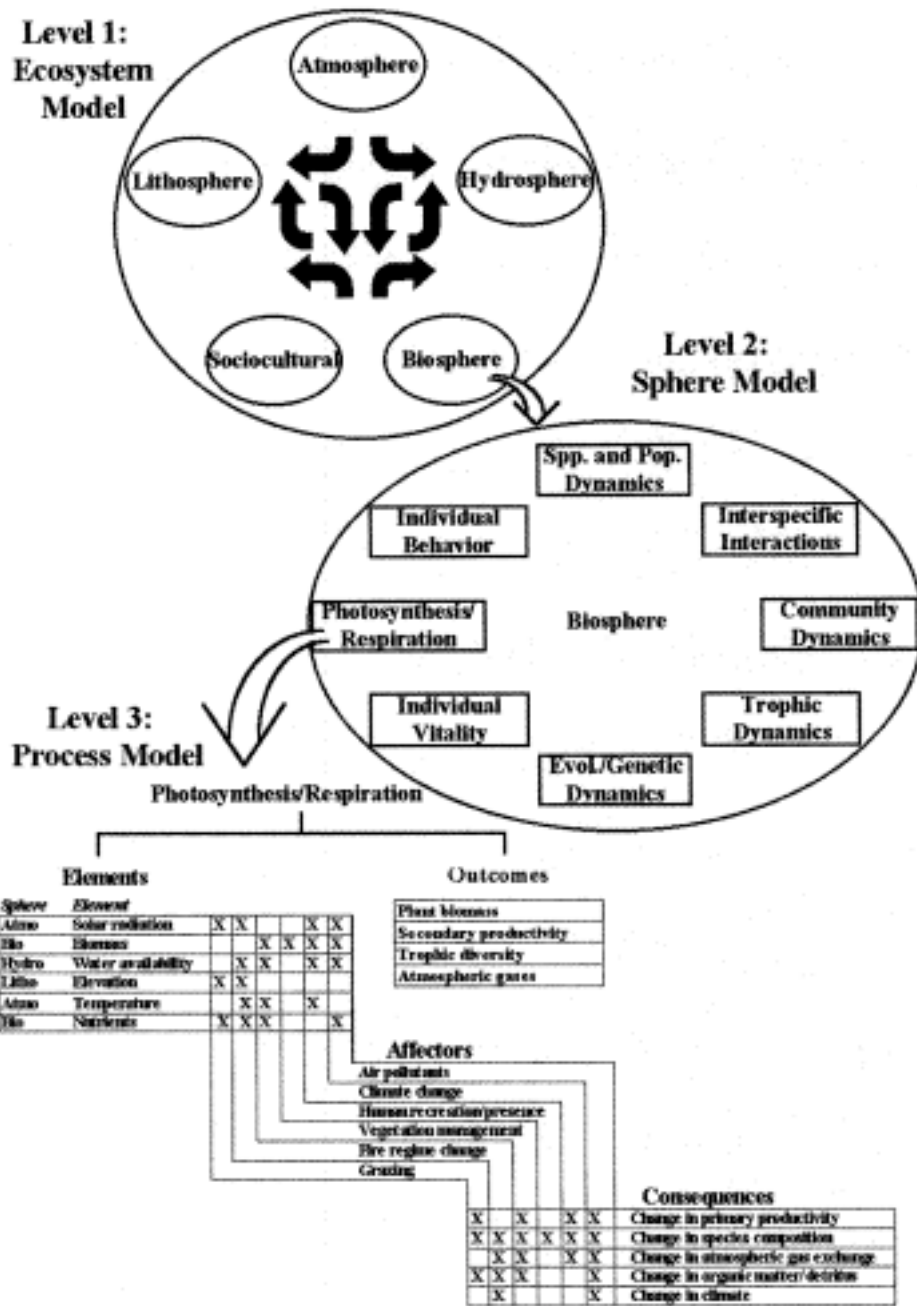 Level 1:
Ecosystem
Model
Atmosphere
Lithosphere
Hydrosphere
Sociocultural
Biosphere
Level 2:
Sphere Model
Spp. and Pop.
Dynamics
Individual
Behavior
Interspecific
Interactions
Photosynthesis/
Respiration
Biosphere
Community
Dynamics
Individual
Vitality
Trophic
Dynamics
Evol./Genetic
Dynamics
Level 3:
Process Model
Photosynthesis/Respiration
Elements
Sphere Element
Atmo Solar radiation X X X X
Bio Biomass X X X X
Hydro Water availability X X X X
Litho Elevation X X
Atmo Temperature X X X
Bio Nutrients X X X X
Outcomes
Plant biomass
Secondary productivity
Trophic diversity
Atmospheric gases
Affectors
Air pollutants
Climate change
Human recreation/presence
Vegetation management
Fire regime change
Grazing
Consequences
X X X X Change in primary productivity
X X X X X X Change in species composition
X X X X Change in atmospheric gas exchange
X X X X Change in organic matter/detritus
X X Change in climate